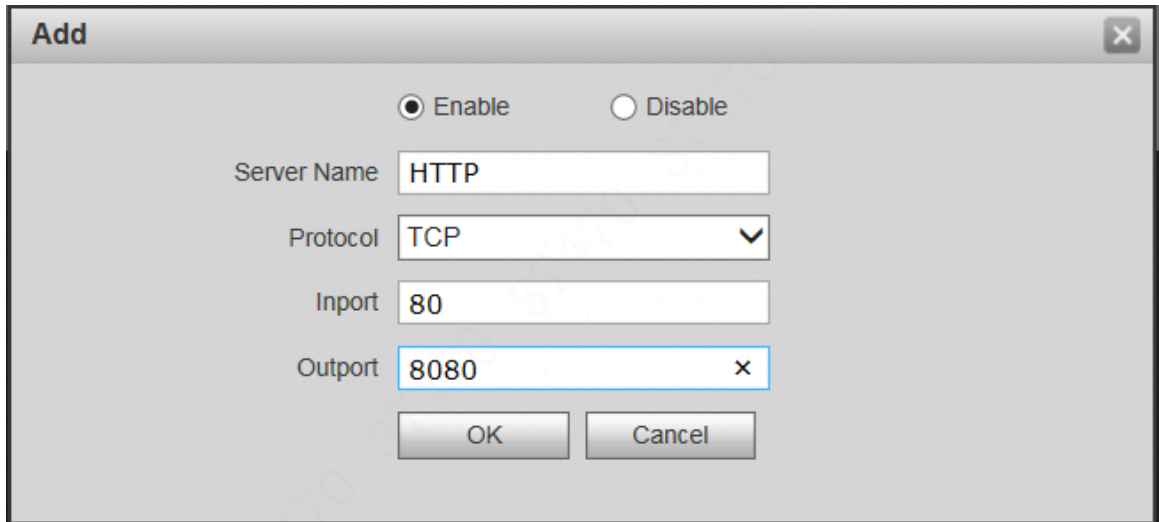 Add
Enable Disable
Server Name HTTP
Protocol TCP
Inport 80
Outport 8080 ×
OK Cancel